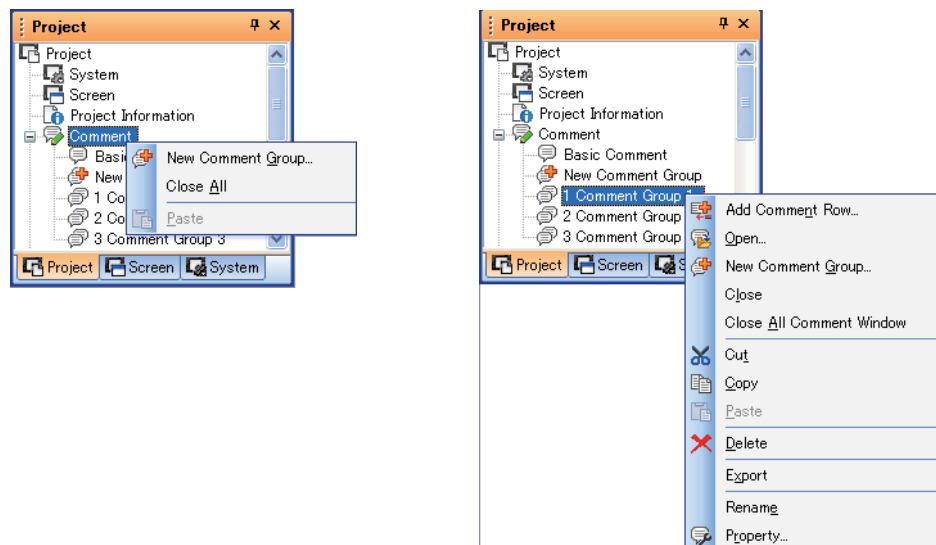 Project
Project
System
Screen
Project Information
Comment
New Comment Group...
Close All
Paste
New
1 Co
2 Co
3 Comment Group 3
Project
Screen
System
Project
Project
System
Screen
Project Information
Comment
Basic Comment
New Comment Group
1 Comment Group
2 Comment Group
3 Comment Group
Project
Screen
Add Comment Row...
Open...
New Comment Group...
Close
Close All Comment Window
Cut
Copy
Paste
Delete
Export
Rename
Property...